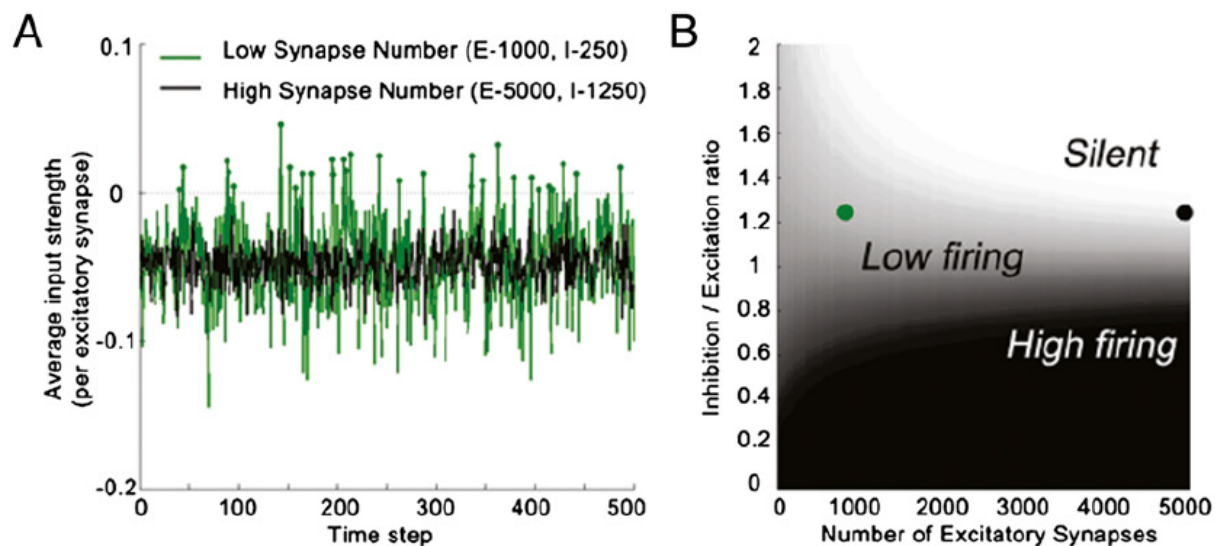 A
Low Synapse Number (E-1000, I-250)
High Synapse Number (E-5000, I-1250)
Average input strength
(per excitatory synapse)
0.1
0
-0.1
-0.2
0
100
200
300
400
500
Time step
B
Inhibition / Excitation ratio
2
1.8
1.6
1.4
1.2
1
0.8
0.6
0.4
0.2
0
Silent
Low firing
High firing
0
1000
2000
3000
4000
5000
Number of Excitatory Synapses